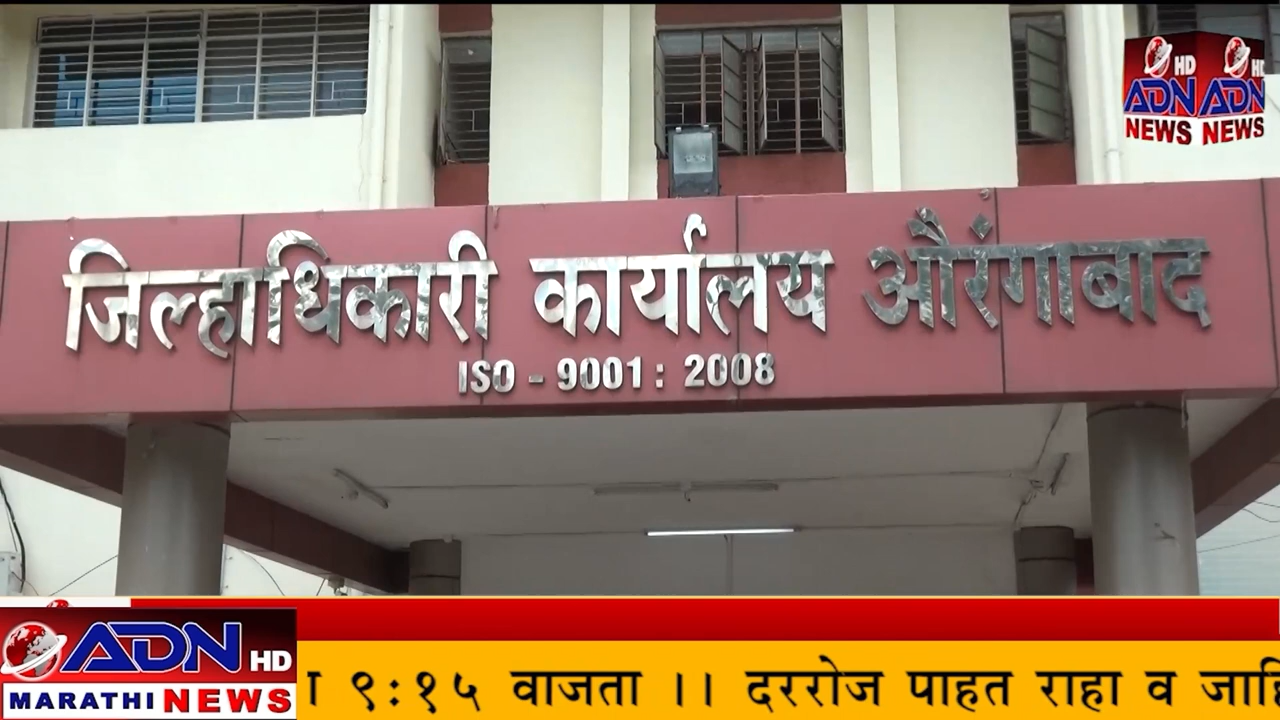 HD HD
ADN ADN
NEWS NEWS
जिल्हाधिकारी कार्यालय औरंगाबाद
ISO - 9001 : 2008
ADN HD
MARATHI NEWS
९:१५ वाजता ।। दररोज पाहत राहा व